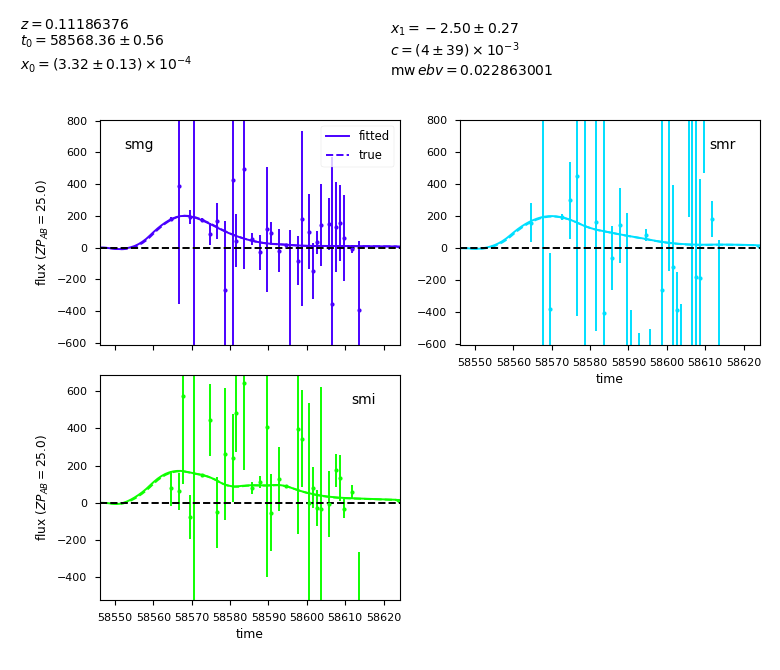 z = 0.11186376
t₀ = 58568.36 ± 0.56
x₀ = (3.32 ± 0.13) × 10⁻⁴
x₁ = − 2.50 ± 0.27
c = (4 ± 39) × 10⁻³
mw ebv = 0.022863001
smg
fitted
true
800
600
400
200
0
−200
−400
−600
flux (ZP_AB = 25.0)
smr
800
600
400
200
0
−200
−400
−600
58550 58560 58570 58580 58590 58600 58610 58620
time
smi
600
400
200
0
−200
−400
flux (ZP_AB = 25.0)
58550 58560 58570 58580 58590 58600 58610 58620
time